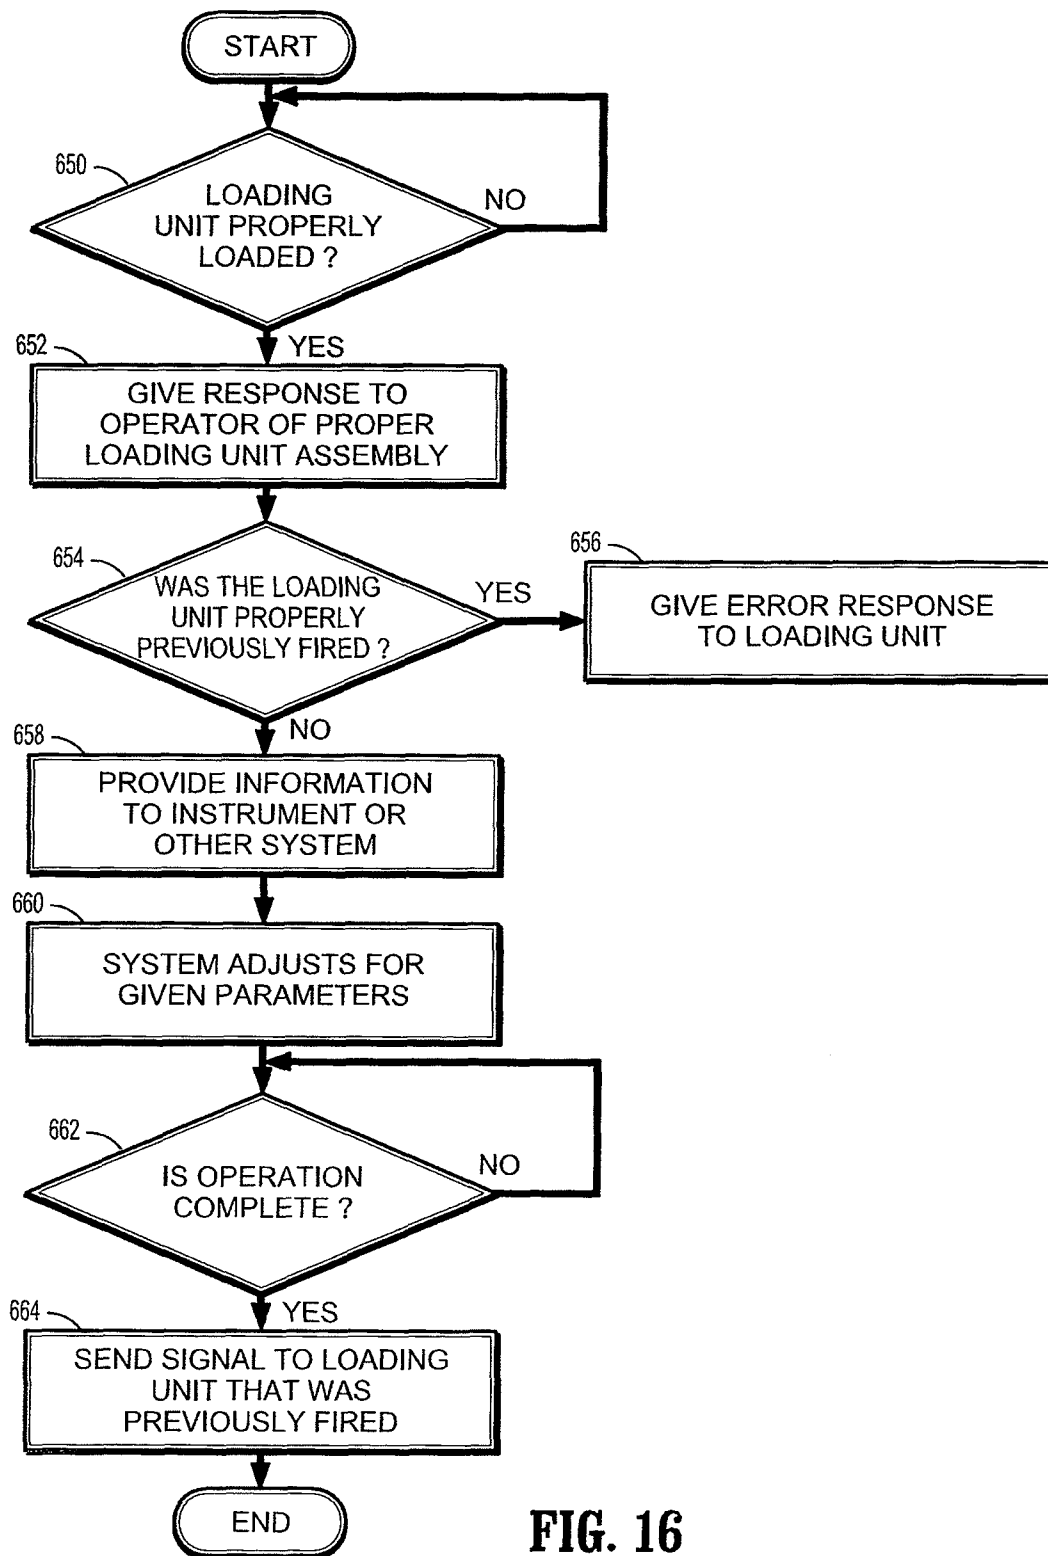 START
650
LOADING
UNIT PROPERLY
LOADED ?
NO
YES
652
GIVE RESPONSE TO
OPERATOR OF PROPER
LOADING UNIT ASSEMBLY
654
WAS THE LOADING
UNIT PROPERLY
PREVIOUSLY FIRED ?
YES
656
GIVE ERROR RESPONSE
TO LOADING UNIT
NO
658
PROVIDE INFORMATION
TO INSTRUMENT OR
OTHER SYSTEM
660
SYSTEM ADJUSTS FOR
GIVEN PARAMETERS
662
IS OPERATION
COMPLETE ?
NO
YES
664
SEND SIGNAL TO LOADING
UNIT THAT WAS
PREVIOUSLY FIRED
END
FIG. 16